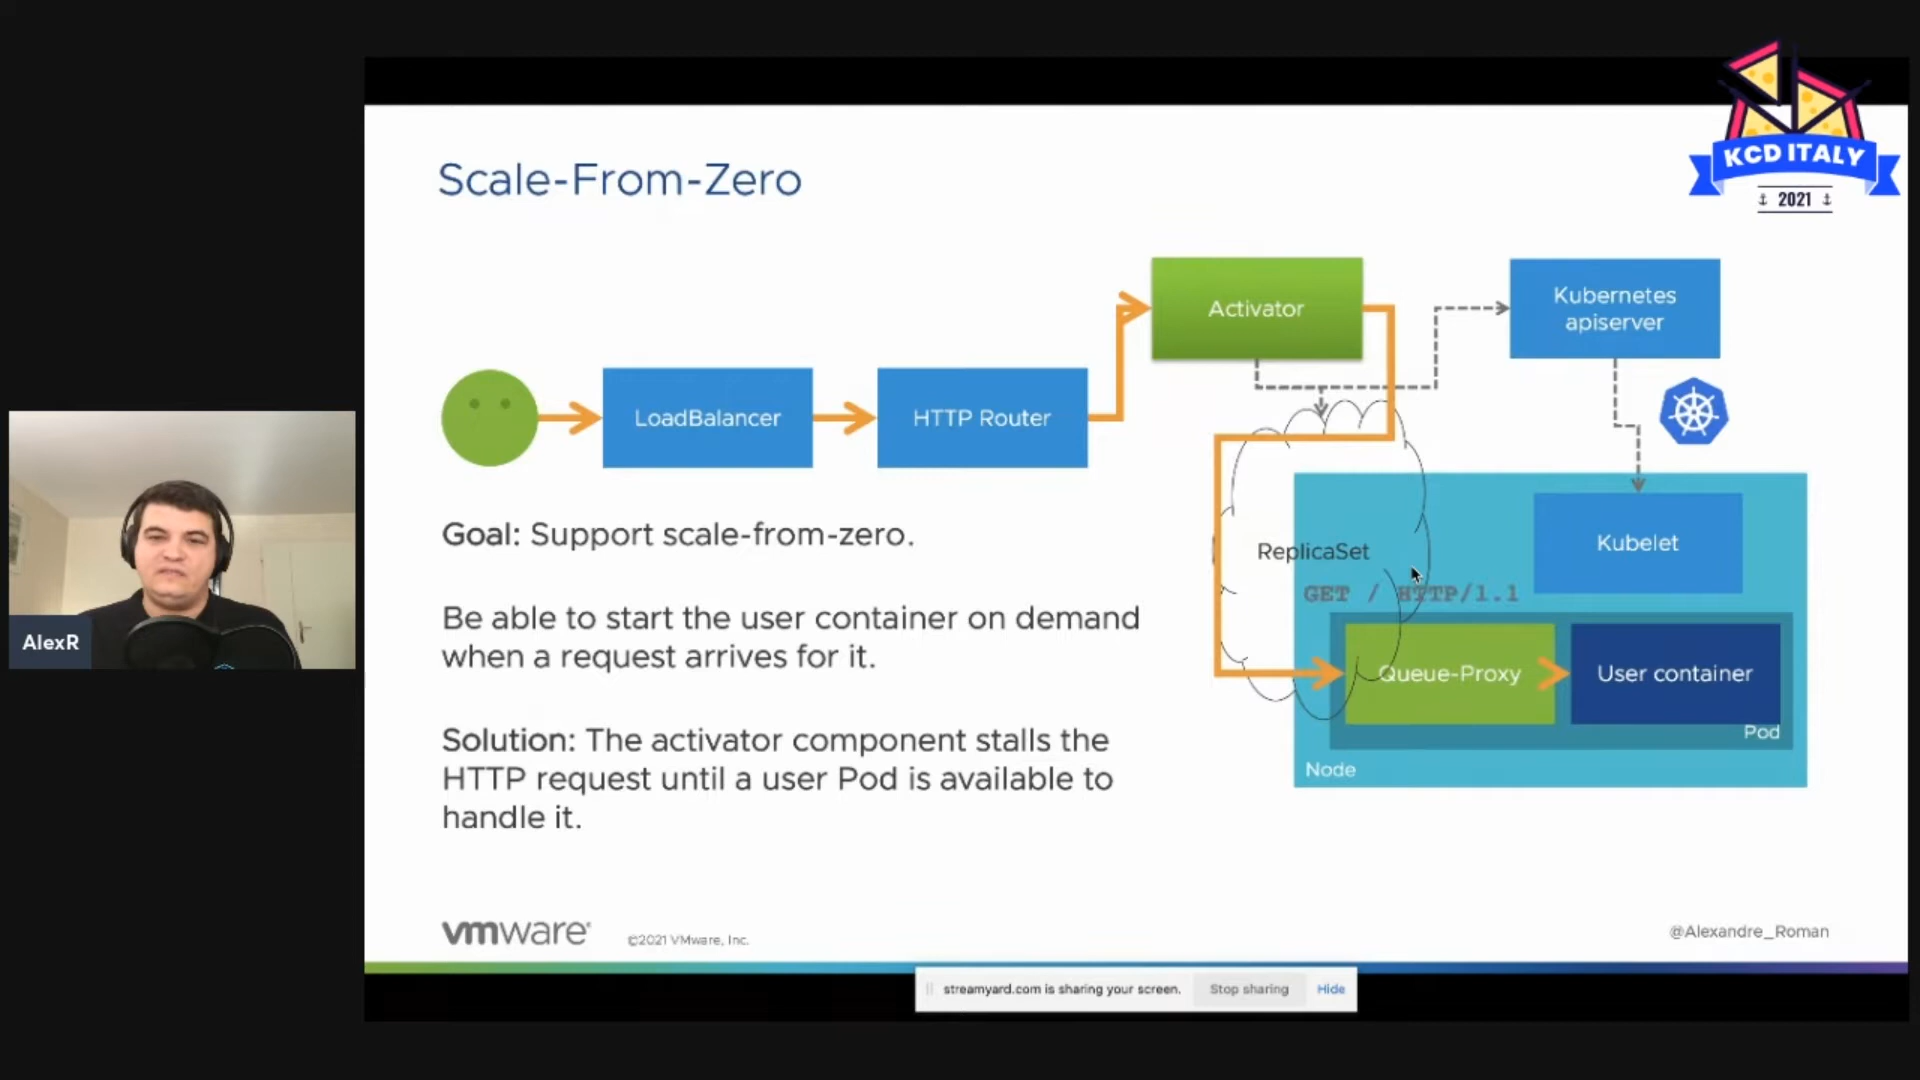 KCD ITALY
2021
Scale-From-Zero
Activator
Kubernetes
apiserver
LoadBalancer
HTTP Router
Goal: Support scale-from-zero.
Be able to start the user container on demand
when a request arrives for it.
Solution: The activator component stalls the
HTTP request until a user Pod is available to
handle it.
ReplicaSet
Kubelet
GET / HTTP/1.1
Queue-Proxy
User container
Pod
Node
AlexR
vmware®
©2021 VMware, Inc.
@Alexandre_Roman
streamyard.com is sharing your screen.
Stop sharing
Hide